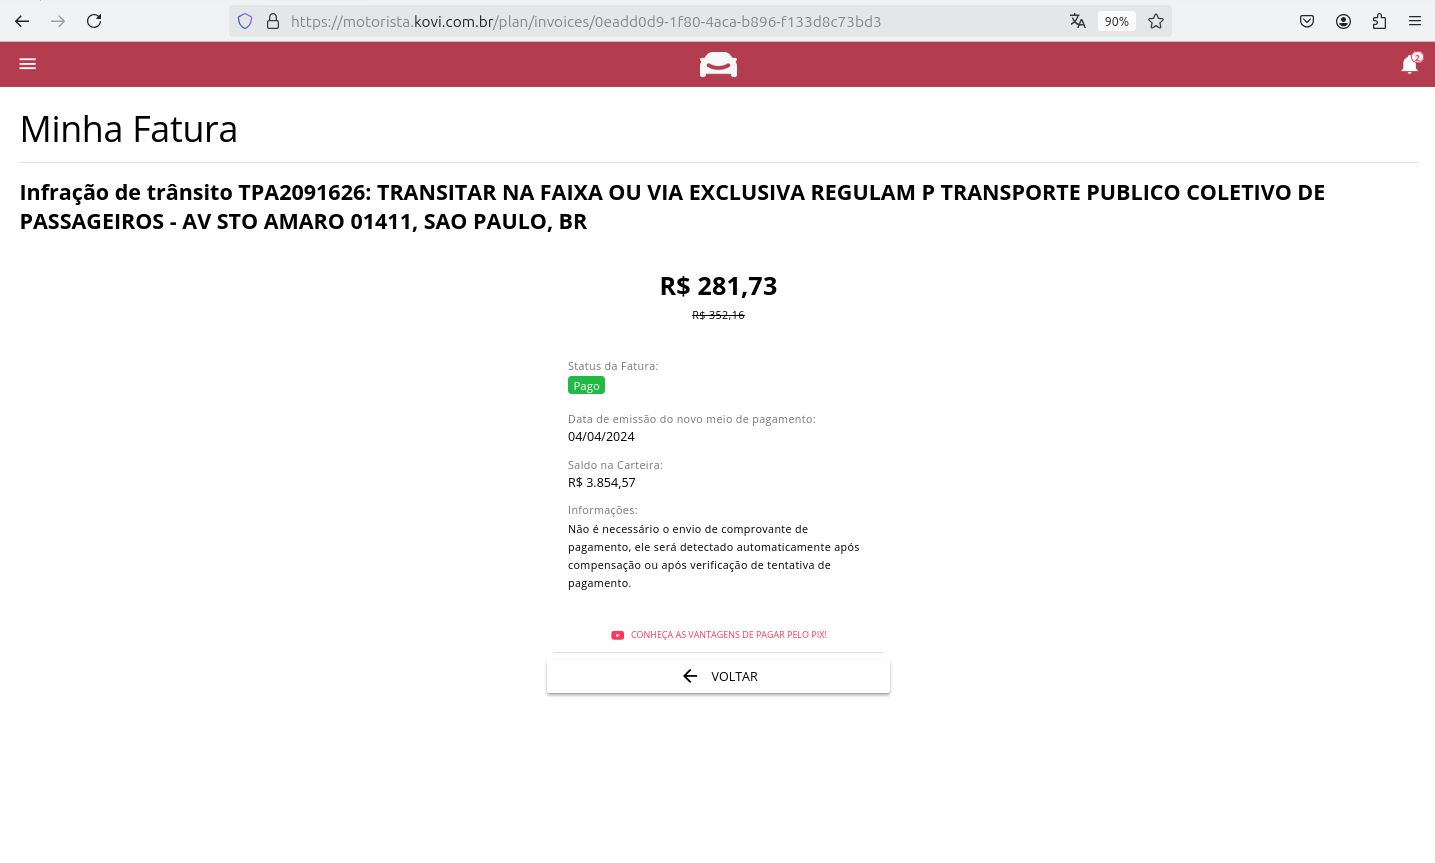 https://motorista.kovi.com.br/plan/invoices/0eadd0d9-1f80-4aca-b896-f133d8c73bd3
90%
2
Minha Fatura
Infração de trânsito TPA2091626: TRANSITAR NA FAIXA OU VIA EXCLUSIVA REGULAM P TRANSPORTE PUBLICO COLETIVO DE
PASSAGEIROS - AV STO AMARO 01411, SAO PAULO, BR
R$ 281,73
R$ 352,16
Status da Fatura:
Pago
Data de emissão do novo meio de pagamento:
04/04/2024
Saldo na Carteira:
R$ 3.854,57
Informações:
Não é necessário o envio de comprovante de
pagamento, ele será detectado automaticamente após
compensação ou após verificação de tentativa de
pagamento.
CONHEÇA AS VANTAGENS DE PAGAR PELO PIX!
VOLTAR